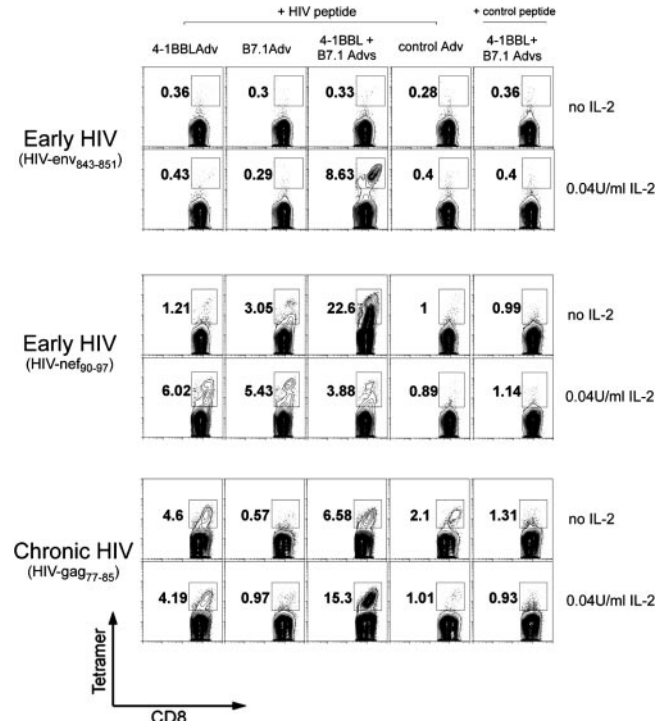 + HIV peptide
+ control peptide
4-1BBLAdv B7.1Adv 4-1BBL + B7.1 Advs control Adv 4-1BBL+ B7.1 Advs
Early HIV
(HIV-env843-851)
0.36 0.3 0.33 0.28 0.36 no IL-2
0.43 0.29 8.63 0.4 0.4 0.04U/ml IL-2
Early HIV
(HIV-nef90-97)
1.21 3.05 22.6 1 0.99 no IL-2
6.02 5.43 3.88 0.89 1.14 0.04U/ml IL-2
Chronic HIV
(HIV-gag77-85)
4.6 0.57 6.58 2.1 1.31 no IL-2
4.19 0.97 15.3 1.01 0.93 0.04U/ml IL-2
Tetramer
CD8